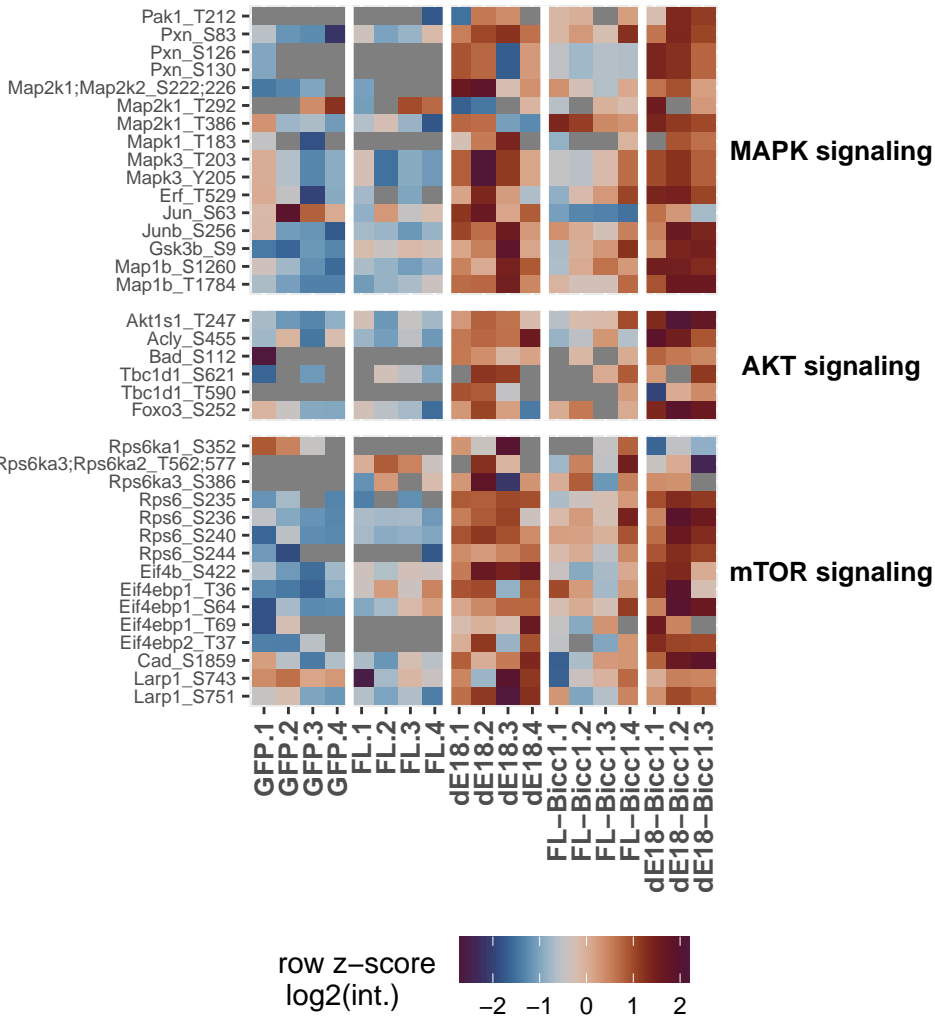 Pak1_T212
Pxn_S83
Pxn_S126
Pxn_S130
Map2k1;Map2k2_S222;226
Map2k1_T292
Map2k1_T386
Mapk1_T183
Mapk3_T203
Mapk3_Y205
Erf_T529
Jun_S63
Junb_S256
Gsk3b_S9
Map1b_S1260
Map1b_T1784
MAPK signaling
Akt1s1_T247
Acly_S455
Bad_S112
Tbc1d1_S621
Tbc1d1_T590
Foxo3_S252
AKT signaling
Rps6ka1_S352
Rps6ka3;Rps6ka2_T562;577
Rps6ka3_S386
Rps6_S235
Rps6_S236
Rps6_S240
Rps6_S244
Eif4b_S422
Eif4ebp1_T36
Eif4ebp1_S64
Eif4ebp1_T69
Eif4ebp2_T37
Cad_S1859
Larp1_S743
Larp1_S751
mTOR signaling
GFP.1
GFP.2
GFP.3
GFP.4
FL.1
FL.2
FL.3
FL.4
dE18.1
dE18.2
dE18.3
dE18.4
FL−Bicc1.1
FL−Bicc1.2
FL−Bicc1.3
FL−Bicc1.4
dE18−Bicc1.1
dE18−Bicc1.2
dE18−Bicc1.3
row z−score
log2(int.)
−2 −1 0 1 2